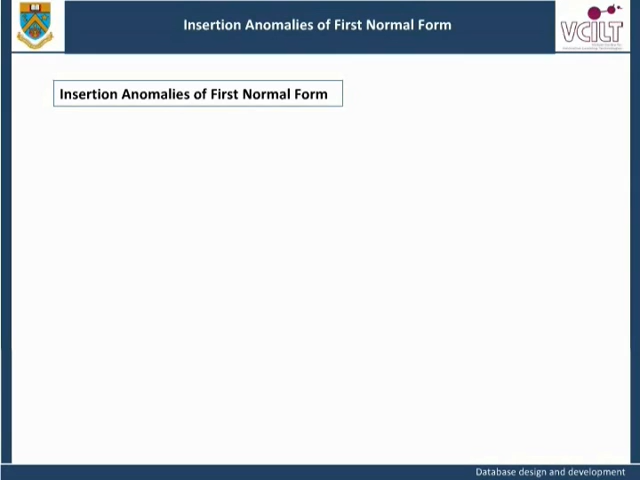 Insertion Anomalies of First Normal Form
VCILT
Insertion Anomalies of First Normal Form
Database design and development